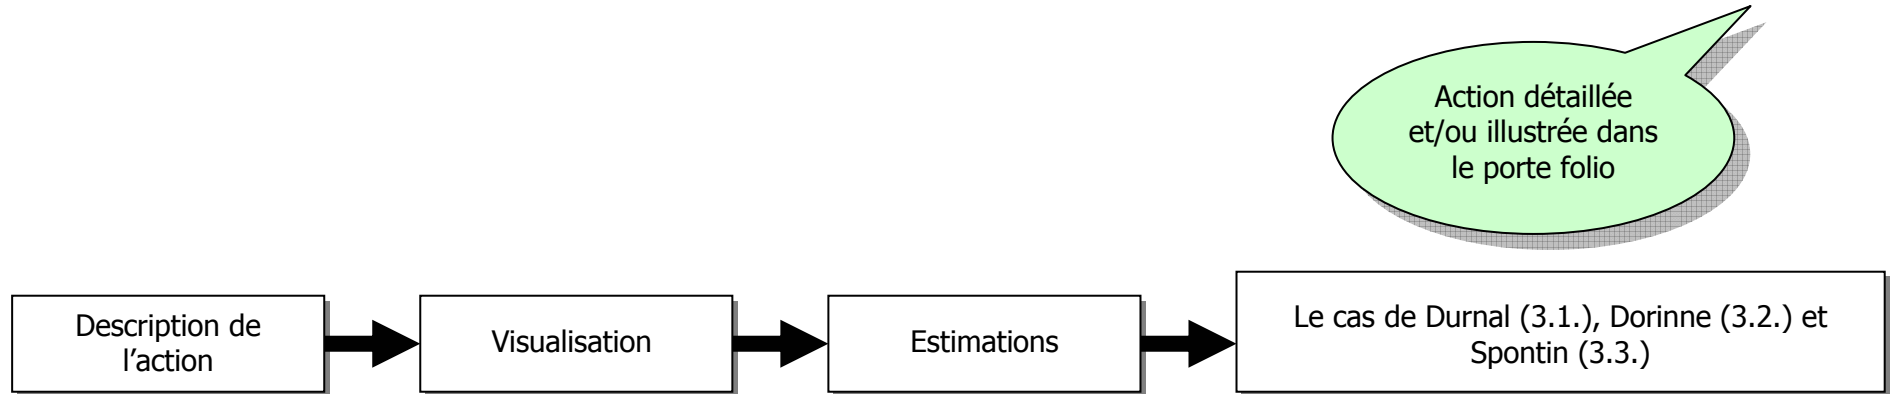 Action détaillée
et/ou illustrée dans
le porte folio
Description de
l’action
Visualisation
Estimations
Le cas de Durnal (3.1.), Dorinne (3.2.) et
Spontin (3.3.)